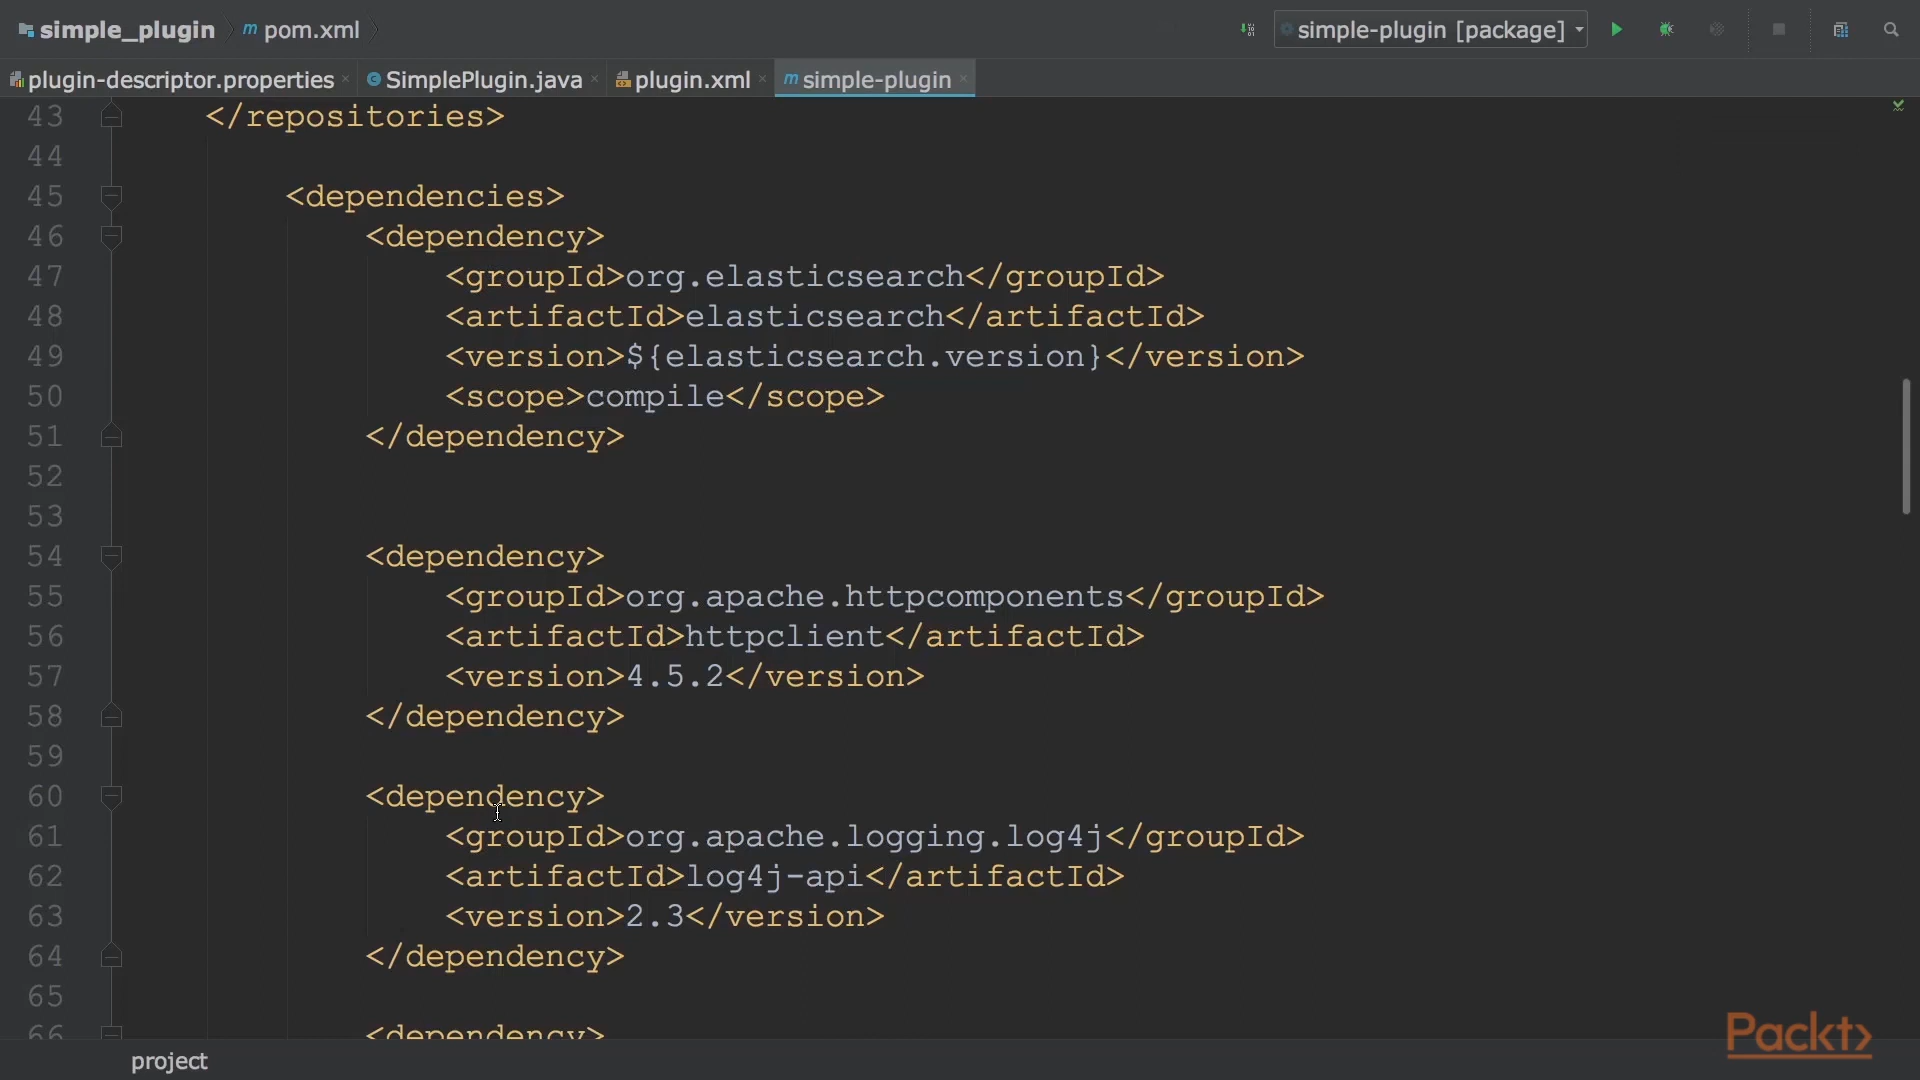 simple_plugin
m pom.xml
simple-plugin [package]
plugin-descriptor.properties
SimplePlugin.java
plugin.xml
m simple-plugin
43 </repositories>
44
45 <dependencies>
46 <dependency>
47 <groupId>org.elasticsearch</groupId>
48 <artifactId>elasticsearch</artifactId>
49 <version>${elasticsearch.version}</version>
50 <scope>compile</scope>
51 </dependency>
52
53
54 <dependency>
55 <groupId>org.apache.httpcomponents</groupId>
56 <artifactId>httpclient</artifactId>
57 <version>4.5.2</version>
58 </dependency>
59
60 <dependency>
61 <groupId>org.apache.logging.log4j</groupId>
62 <artifactId>log4j-api</artifactId>
63 <version>2.3</version>
64 </dependency>
65
66 <dependency>
project
Packt>